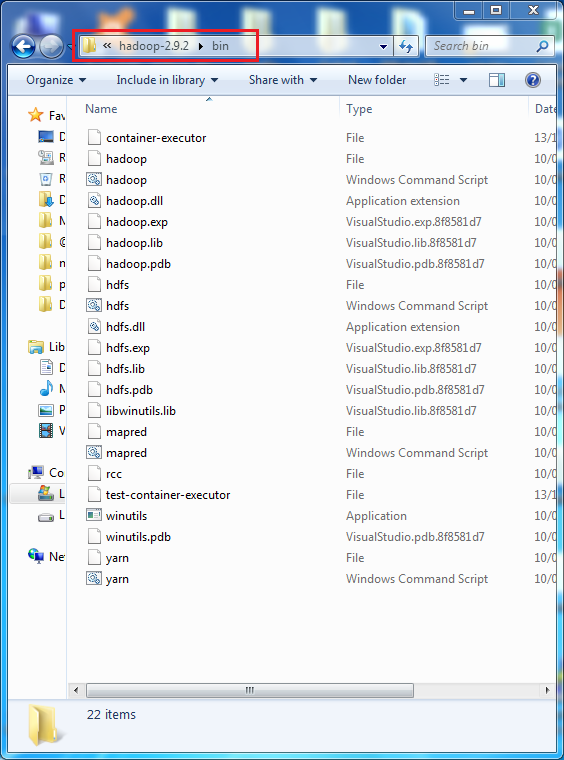 « hadoop-2.9.2 ▸ bin
Search bin
Organize Include in library Share with New folder
Name Type Date
Fav
container-executor File 13/1
D
hadoop File 10/0
R
hadoop Windows Command Script 10/0
R
hadoop.dll Application extension 10/0
D
hadoop.exp VisualStudio.exp.8f8581d7 10/0
N
hadoop.lib VisualStudio.lib.8f8581d7 10/0
@
hadoop.pdb VisualStudio.pdb.8f8581d7 10/0
n
hdfs File 10/0
p
hdfs Windows Command Script 10/0
D
hdfs.dll Application extension 10/0
Lib
hdfs.exp VisualStudio.exp.8f8581d7 10/0
D
hdfs.lib VisualStudio.lib.8f8581d7 10/0
N
hdfs.pdb VisualStudio.pdb.8f8581d7 10/0
P
libwinutils.lib VisualStudio.lib.8f8581d7 10/0
V
mapred File 10/0
mapred Windows Command Script 10/0
Co
rcc File 10/0
L
test-container-executor File 13/1
L
winutils Application 10/0
winutils.pdb VisualStudio.pdb.8f8581d7 10/0
Net
yarn File 10/0
yarn Windows Command Script 10/0
22 items